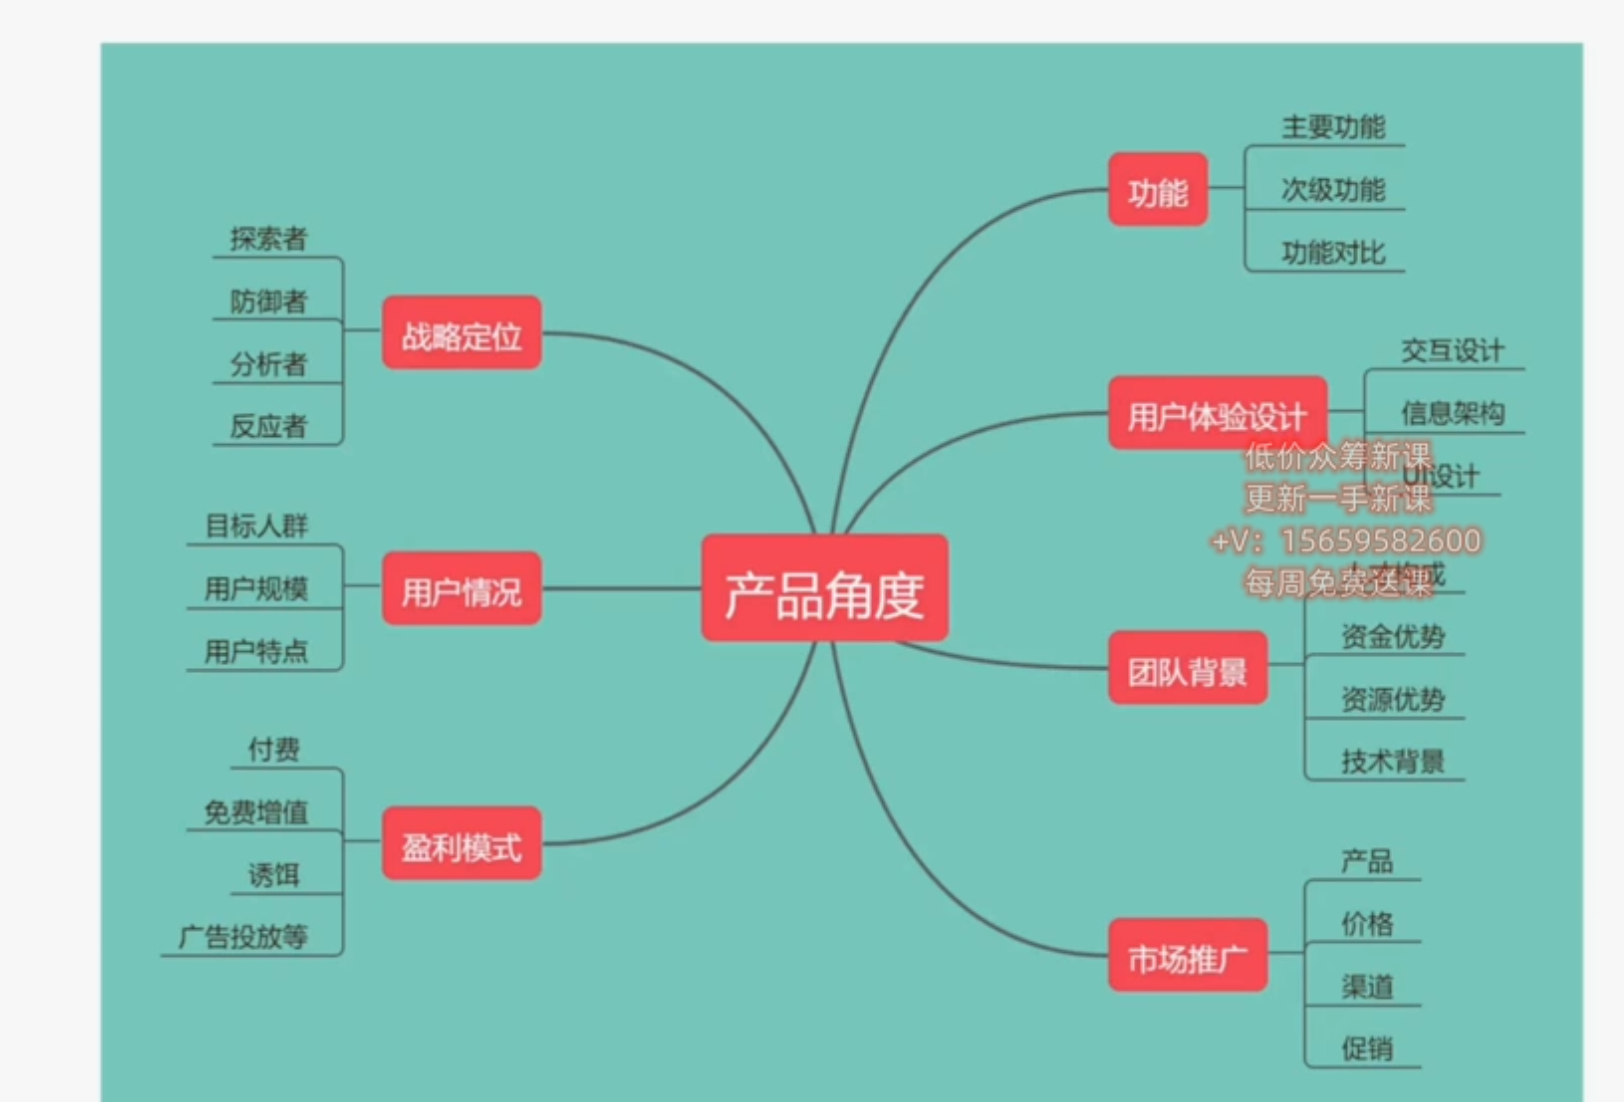 产品角度
功能
主要功能
次级功能
功能对比
用户体验设计
交互设计
信息架构
UI设计
团队背景
构成
资金优势
资源优势
技术背景
市场推广
产品
价格
渠道
促销
战略定位
探索者
防御者
分析者
反应者
用户情况
目标人群
用户规模
用户特点
盈利模式
付费
免费增值
诱饵
广告投放等
低价众筹新课
更新一手新课
+V：15659582600
每周免费送课